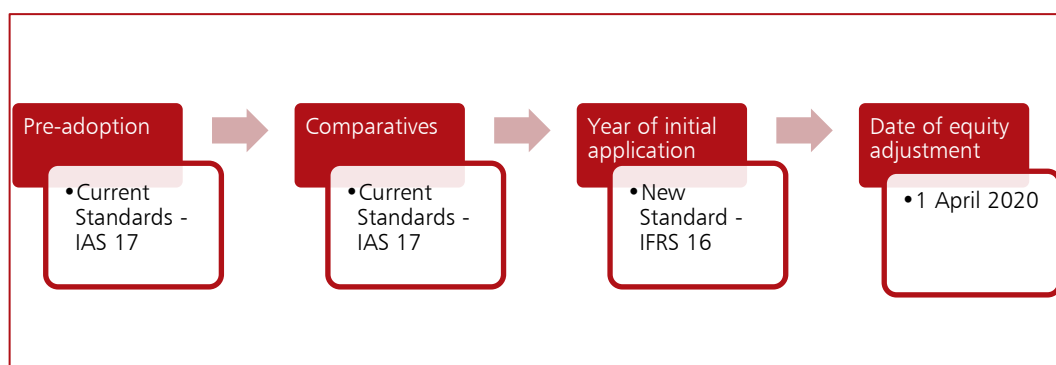 Pre-adoption
•Current
Standards -
IAS 17
Comparatives
•Current
Standards -
IAS 17
Year of initial
application
•New
Standard -
IFRS 16
Date of equity
adjustment
•1 April 2020